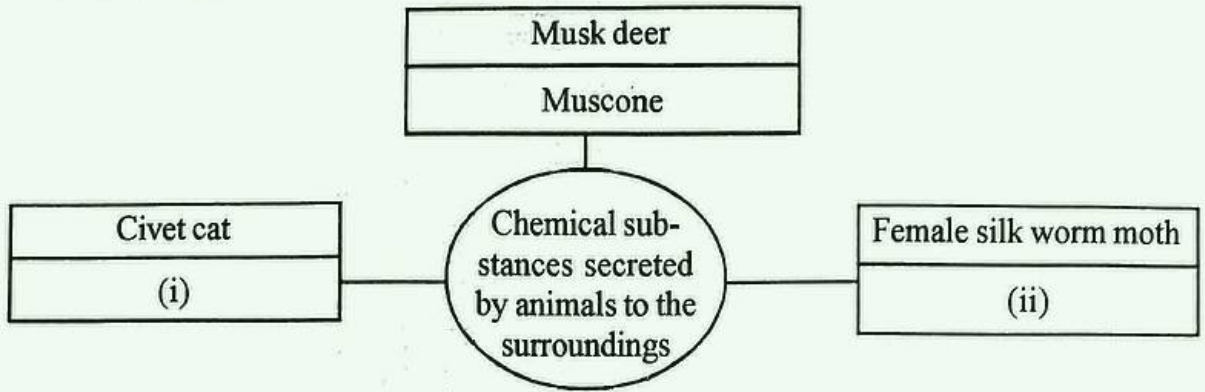 Musk deer
Muscone
Civet cat
(i)
Chemical sub-
stances secreted
by animals to the
surroundings
Female silk worm moth
(ii)